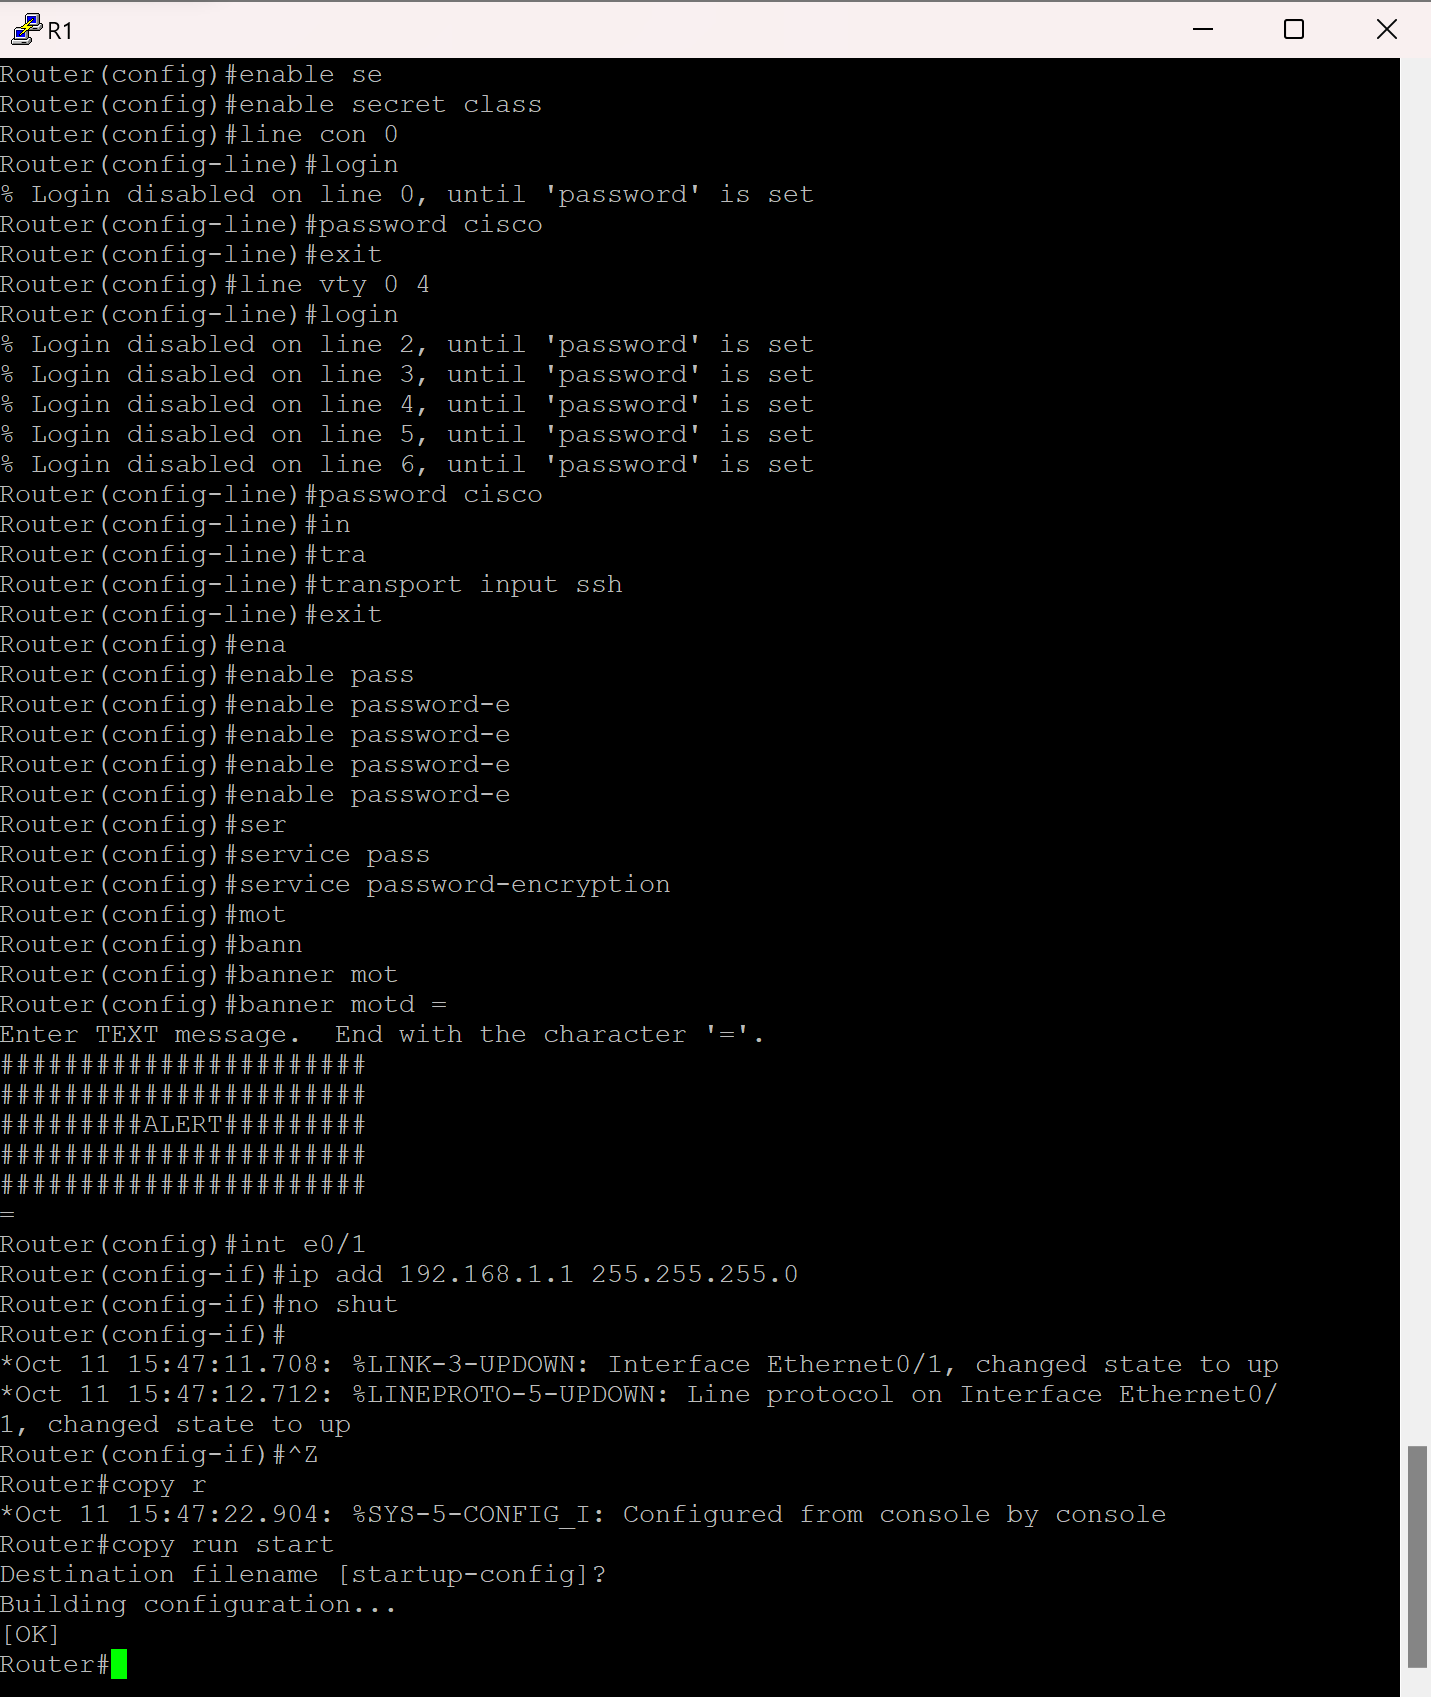 R1
Router(config)#enable se
Router(config)#enable secret class
Router(config)#line con 0
Router(config-line)#login
% Login disabled on line 0, until 'password' is set
Router(config-line)#password cisco
Router(config-line)#exit
Router(config)#line vty 0 4
Router(config-line)#login
% Login disabled on line 2, until 'password' is set
% Login disabled on line 3, until 'password' is set
% Login disabled on line 4, until 'password' is set
% Login disabled on line 5, until 'password' is set
% Login disabled on line 6, until 'password' is set
Router(config-line)#password cisco
Router(config-line)#in
Router(config-line)#tra
Router(config-line)#transport input ssh
Router(config-line)#exit
Router(config)#ena
Router(config)#enable pass
Router(config)#enable password-e
Router(config)#enable password-e
Router(config)#enable password-e
Router(config)#enable password-e
Router(config)#ser
Router(config)#service pass
Router(config)#service password-encryption
Router(config)#mot
Router(config)#bann
Router(config)#banner mot
Router(config)#banner motd =
Enter TEXT message.  End with the character '='.
#######################
#######################
#########ALERT#########
#######################
#######################
=
Router(config)#int e0/1
Router(config-if)#ip add 192.168.1.1 255.255.255.0
Router(config-if)#no shut
Router(config-if)#
*Oct 11 15:47:11.708: %LINK-3-UPDOWN: Interface Ethernet0/1, changed state to up
*Oct 11 15:47:12.712: %LINEPROTO-5-UPDOWN: Line protocol on Interface Ethernet0/
1, changed state to up
Router(config-if)#^Z
Router#copy r
*Oct 11 15:47:22.904: %SYS-5-CONFIG_I: Configured from console by console
Router#copy run start
Destination filename [startup-config]?
Building configuration...
[OK]
Router#